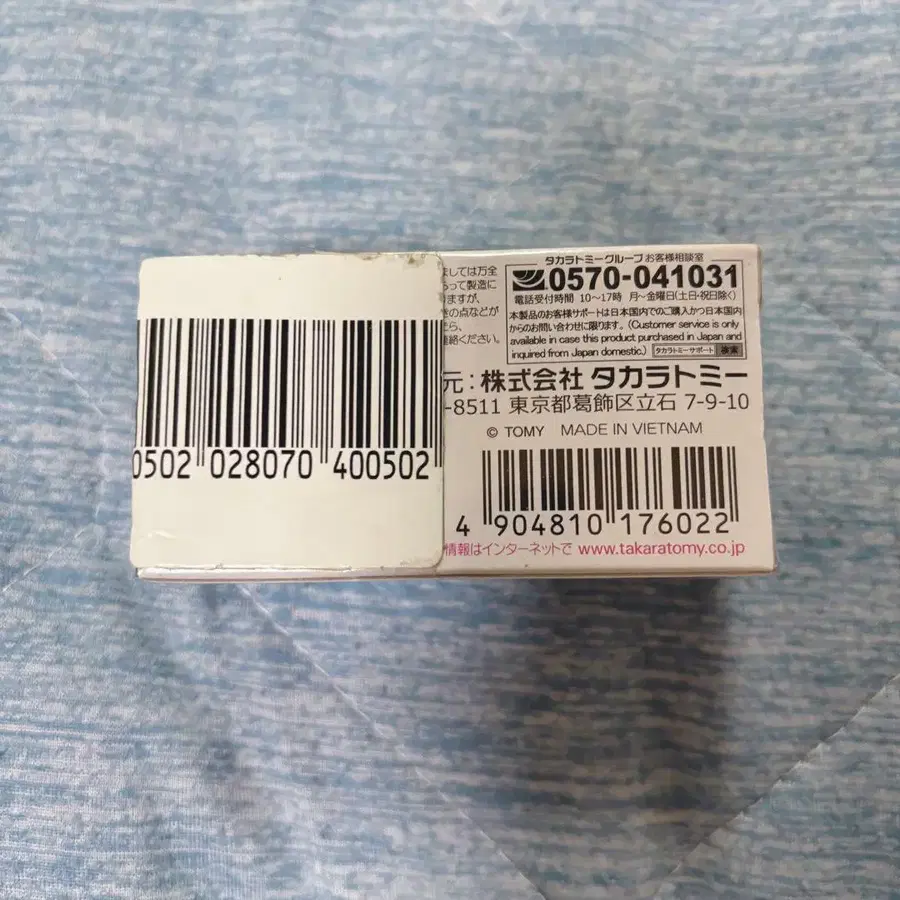 0502 028070 400502
ましては万全
って製造に
ますが、
の点などが
たら、
絡ください。
タカラトミーグループ お客様相談室
0570-041031
電話受付時間 10～17時 月～金曜日(土日・祝日除く)
本製品のお客様サポートは日本国内でのご購入かつ日本国内
からのお問い合わせに限ります。(Customer service is only
available in case this product purchased in Japan and
inquired from Japan domestic.) タカラトミーサポート 検索
元：株式会社 タカラトミー
-8511 東京都葛飾区立石 7-9-10
© TOMY MADE IN VIETNAM
4 904810 176022
情報はインターネットで www.takaratomy.co.jp